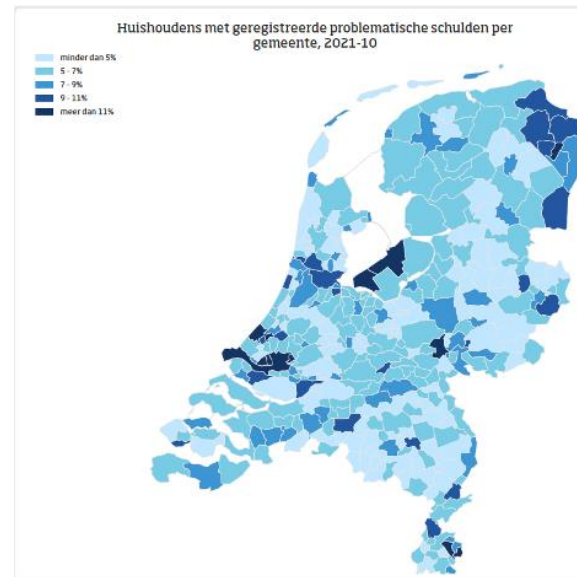 Huishoudens met geregistreerde problematische schulden per
gemeente, 2021-10
minder dan 5%
5 - 7%
7 - 9%
9 - 11%
meer dan 11%